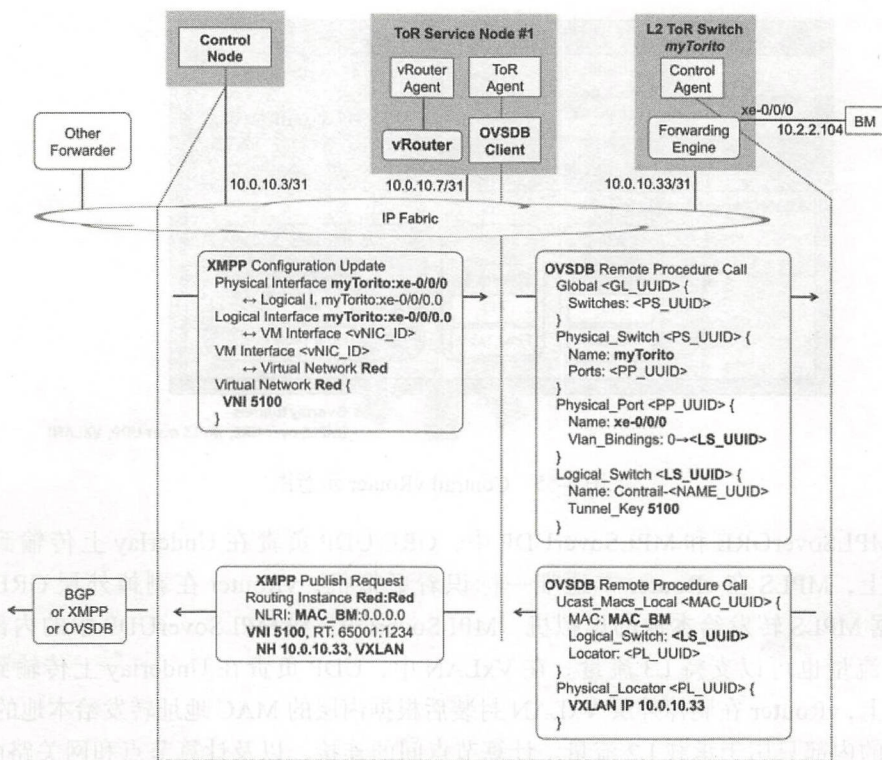 Control
Node
ToR Service Node #1
vRouter
Agent
ToR
Agent
vRouter
OVSDB
Client
L2 ToR Switch
myTorito
Control
Agent
Forwarding
Engine
xe-0/0/0
10.2.2.104
BM
Other
Forwarder
10.0.10.3/31
10.0.10.7/31
10.0.10.33/31
IP Fabric
XMPP Configuration Update
Physical Interface myTorito:xe-0/0/0
↔ Logical I. myTorito:xe-0/0/0.0
Logical Interface myTorito:xe-0/0/0.0
↔ VM Interface <vNIC_ID>
VM Interface <vNIC_ID>
↔ Virtual Network Red
Virtual Network Red {
VNI 5100
}
OVSDB Remote Procedure Call
Global <GL_UUID> {
Switches: <PS_UUID>
}
Physical_Switch <PS_UUID> {
Name: myTorito
Ports: <PP_UUID>
}
Physical_Port <PP_UUID> {
Name: xe-0/0/0
Vlan_Bindings: 0→<LS_UUID>
}
Logical_Switch <LS_UUID> {
Name: Contrail-<NAME_UUID>
Tunnel_Key 5100
}
BGP
or XMPP
or OVSDB
XMPP Publish Request
Routing Instance Red:Red
NLRI: MAC_BM:0.0.0.0
VNI 5100, RT: 65001:1234
NH 10.0.10.33, VXLAN
OVSDB Remote Procedure Call
Ucast_Macs_Local <MAC_UUID> {
MAC: MAC_BM
Logical_Switch: <LS_UUID>
Locator: <PL_UUID>
}
Physical_Locator <PL_UUID> {
VXLAN IP 10.0.10.33
}